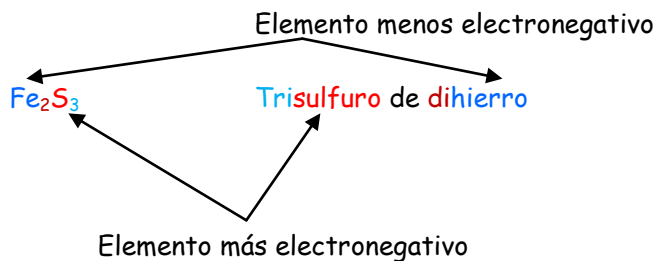 Elemento menos electronegativo
Fe₂S₃ Trisulfuro de dihierro
Elemento más electronegativo